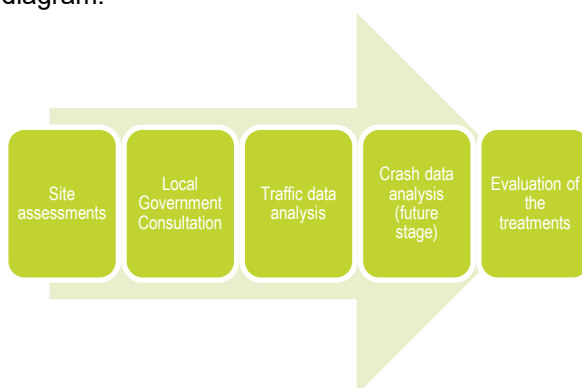 diagram.
Site
assessments
Local
Government
Consultation
Traffic data
analysis
Crash data
analysis
(future
stage)
Evaluation of
the
treatments